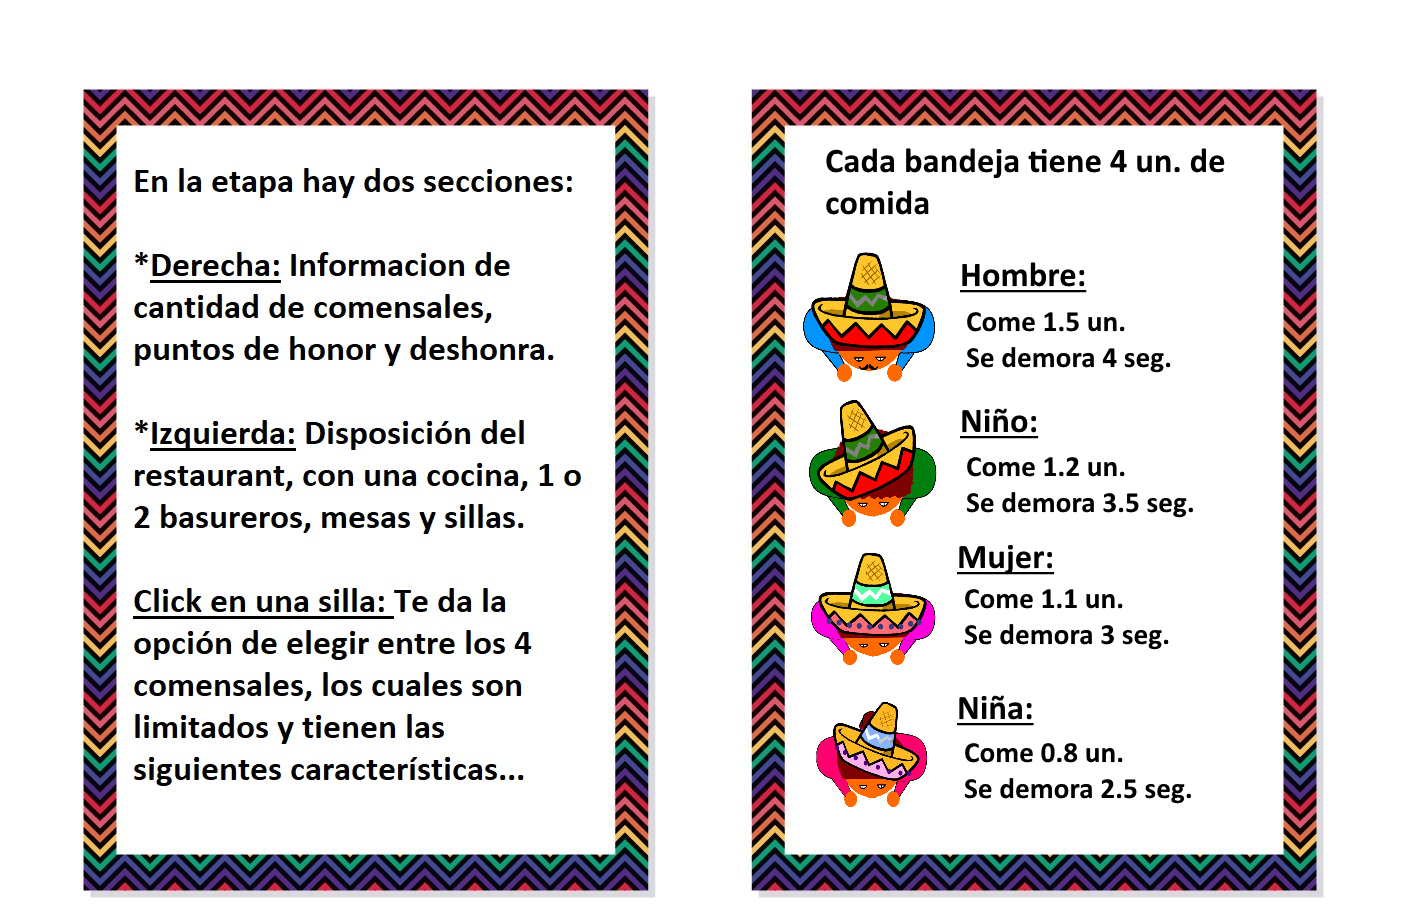 En la etapa hay dos secciones:
*Derecha: Informacion de
cantidad de comensales,
puntos de honor y deshonra.
*Izquierda: Disposición del
restaurant, con una cocina, 1 o
2 basureros, mesas y sillas.
Click en una silla: Te da la
opción de elegir entre los 4
comensales, los cuales son
limitados y tienen las
siguientes características...
Cada bandeja tiene 4 un. de
comida
Hombre:
Come 1.5 un.
Se demora 4 seg.
Niño:
Come 1.2 un.
Se demora 3.5 seg.
Mujer:
Come 1.1 un.
Se demora 3 seg.
Niña:
Come 0.8 un.
Se demora 2.5 seg.